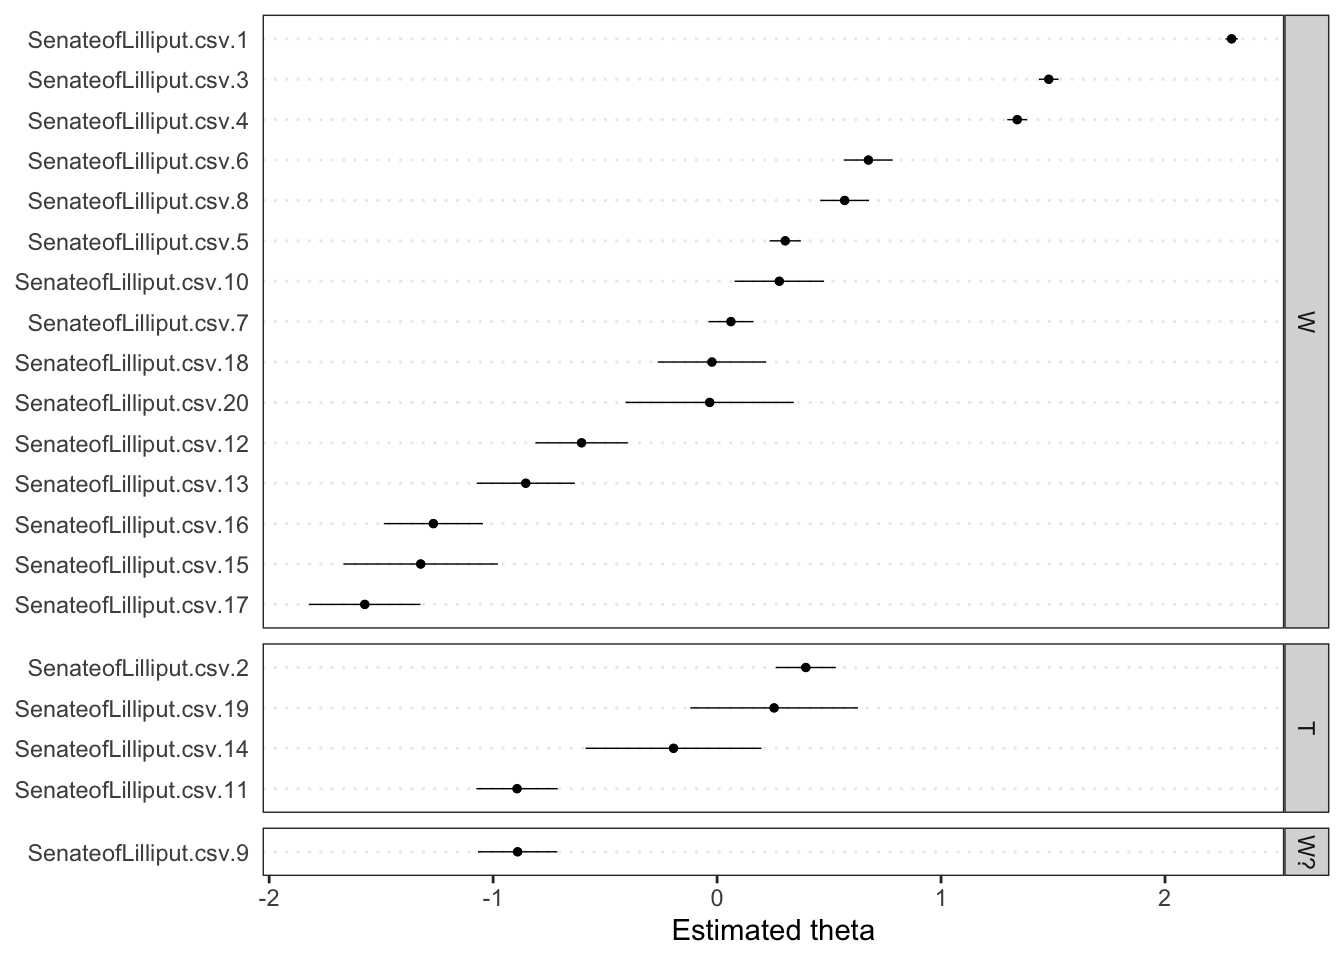 SenateofLilliput.csv.1
SenateofLilliput.csv.3
SenateofLilliput.csv.4
SenateofLilliput.csv.6
SenateofLilliput.csv.8
SenateofLilliput.csv.5
SenateofLilliput.csv.10
SenateofLilliput.csv.7
SenateofLilliput.csv.18
SenateofLilliput.csv.20
SenateofLilliput.csv.12
SenateofLilliput.csv.13
SenateofLilliput.csv.16
SenateofLilliput.csv.15
SenateofLilliput.csv.17
W
SenateofLilliput.csv.2
SenateofLilliput.csv.19
SenateofLilliput.csv.14
SenateofLilliput.csv.11
T
SenateofLilliput.csv.9
W?
-2 -1 0 1 2
Estimated theta